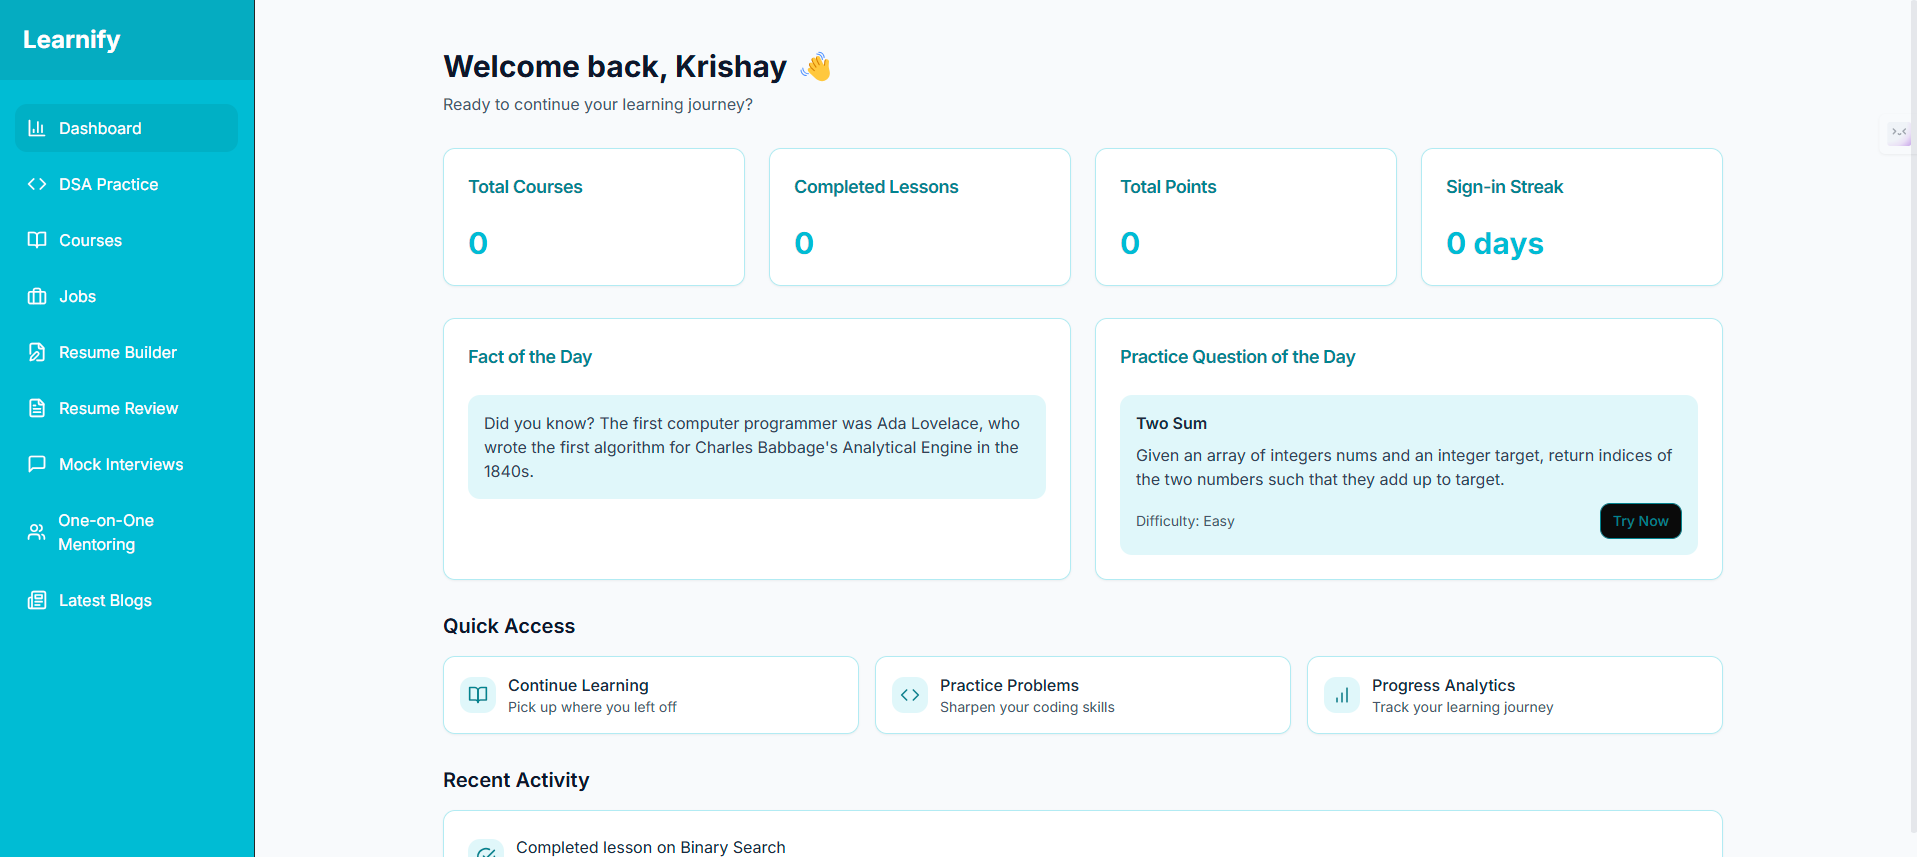 Learnify
Dashboard
DSA Practice
Courses
Jobs
Resume Builder
Resume Review
Mock Interviews
One-on-One
Mentoring
Latest Blogs
Welcome back, Krishay 👋
Ready to continue your learning journey?
Total Courses
0
Completed Lessons
0
Total Points
0
Sign-in Streak
0 days
Fact of the Day
Did you know? The first computer programmer was Ada Lovelace, who
wrote the first algorithm for Charles Babbage's Analytical Engine in the
1840s.
Practice Question of the Day
Two Sum
Given an array of integers nums and an integer target, return indices of
the two numbers such that they add up to target.
Difficulty: Easy
Try Now
Quick Access
Continue Learning
Pick up where you left off
Practice Problems
Sharpen your coding skills
Progress Analytics
Track your learning journey
Recent Activity
Completed lesson on Binary Search